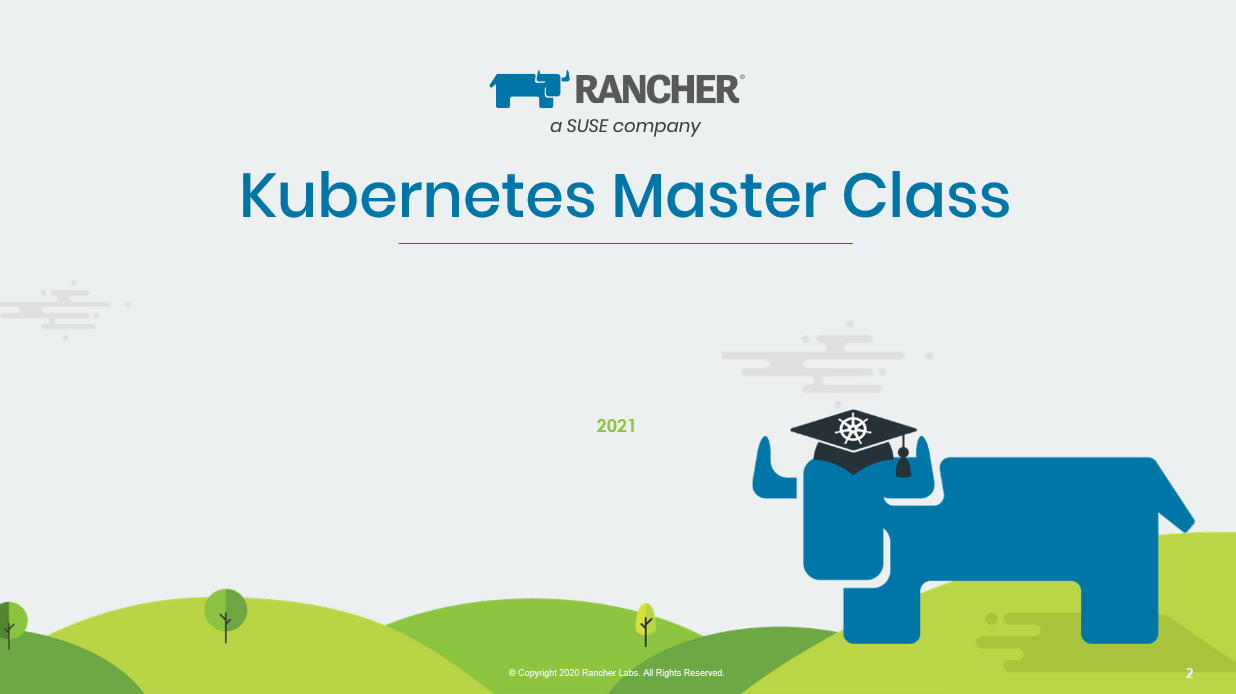 RANCHER®
a SUSE company
Kubernetes Master Class
2021
© Copyright 2020 Rancher Labs. All Rights Reserved.
2